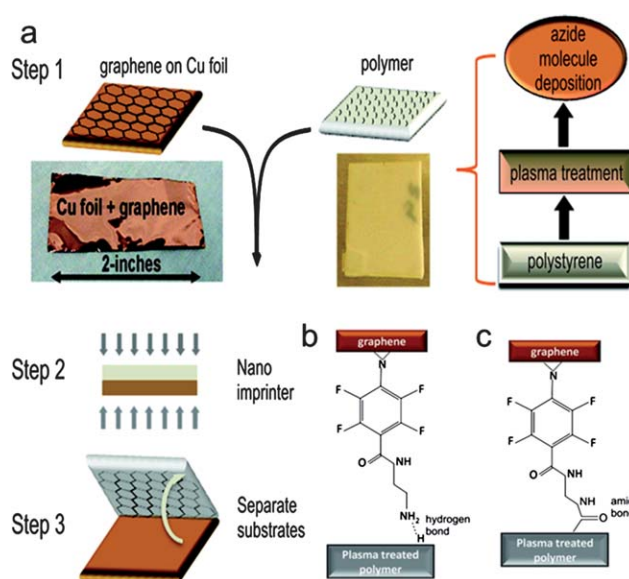 a
Step 1
graphene on Cu foil
polymer
azide
molecule
deposition
Cu foil + graphene
2-inches
plasma treatment
polystyrene
Step 2
Nano
imprinter
Step 3
Separate
substrates
b
graphene
N
F
F
F
F
O
NH
NH2
hydrogen
bond
H
Plasma treated
polymer
c
graphene
N
F
F
F
F
O
NH
NH
amid
bond
O
Plasma treated
polymer